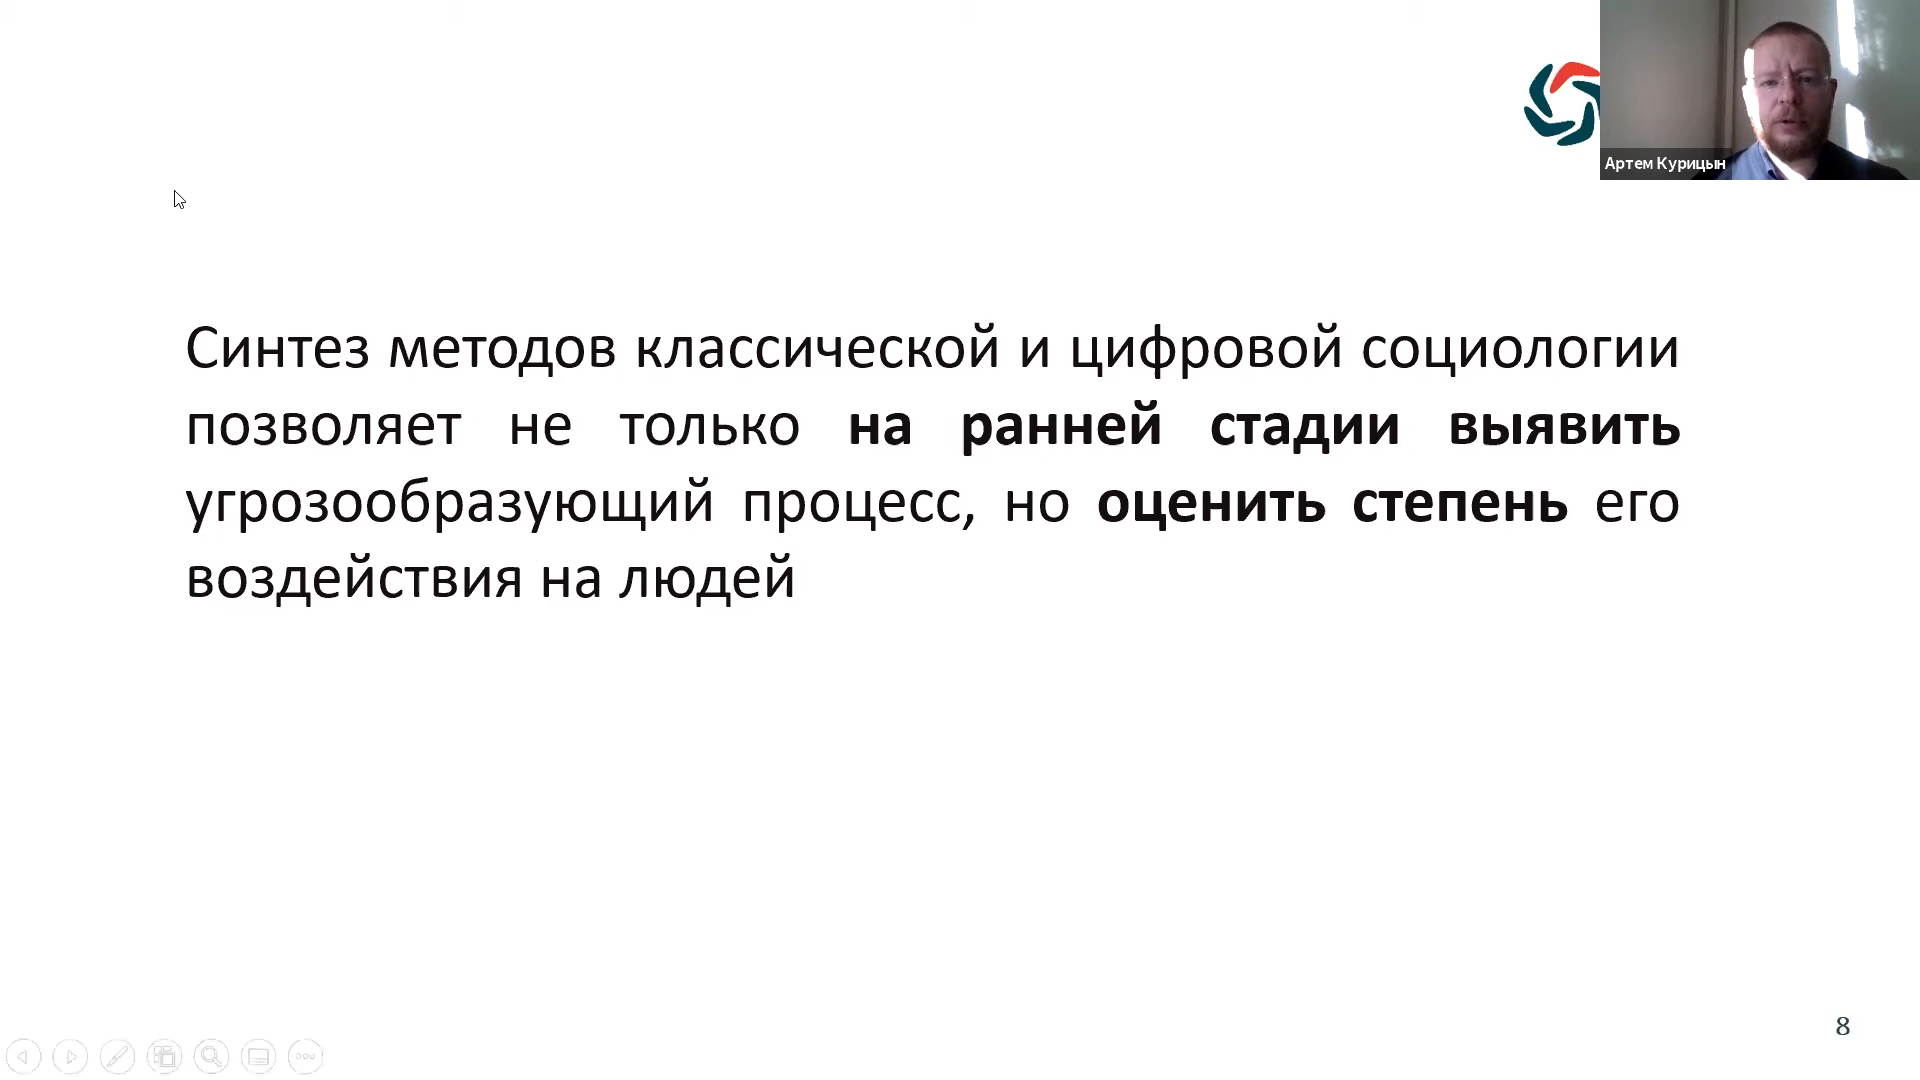 Артем Курицын
Синтез методов классической и цифровой социологии
позволяет не только на ранней стадии выявить
угрозообразующий процесс, но оценить степень его
воздействия на людей
8